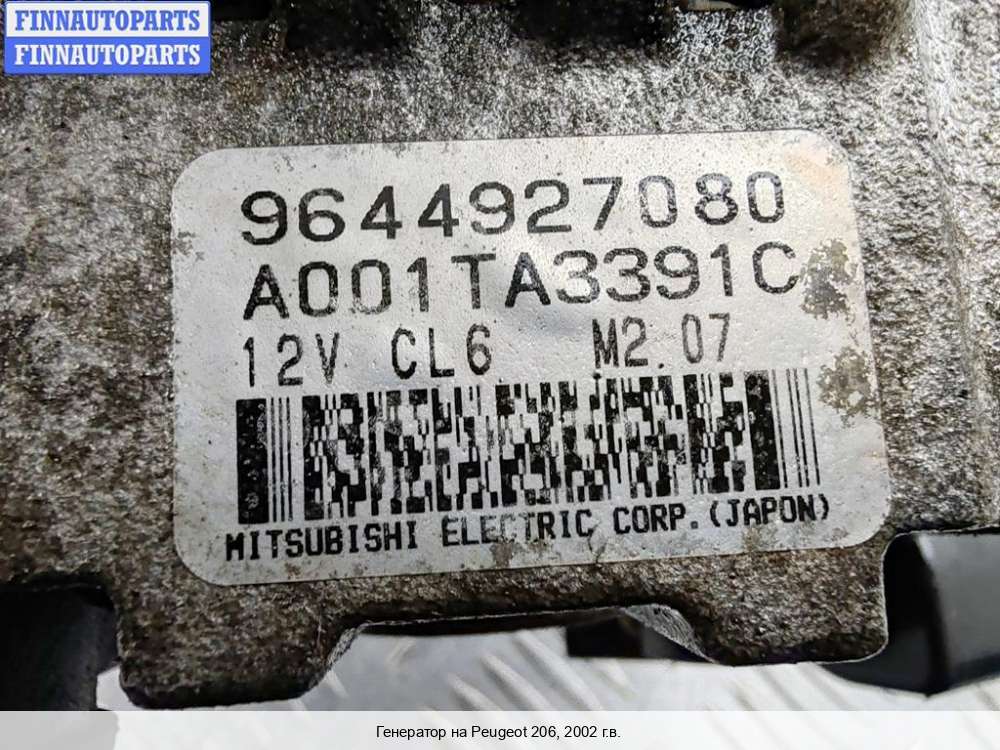 FINNAUTOPARTS
FINNAUTOPARTS
9644927080
A001TA3391C
12V CL6 M2.07
MITSUBISHI ELECTRIC CORP.(JAPON)
Генератор на Peugeot 206, 2002 г.в.